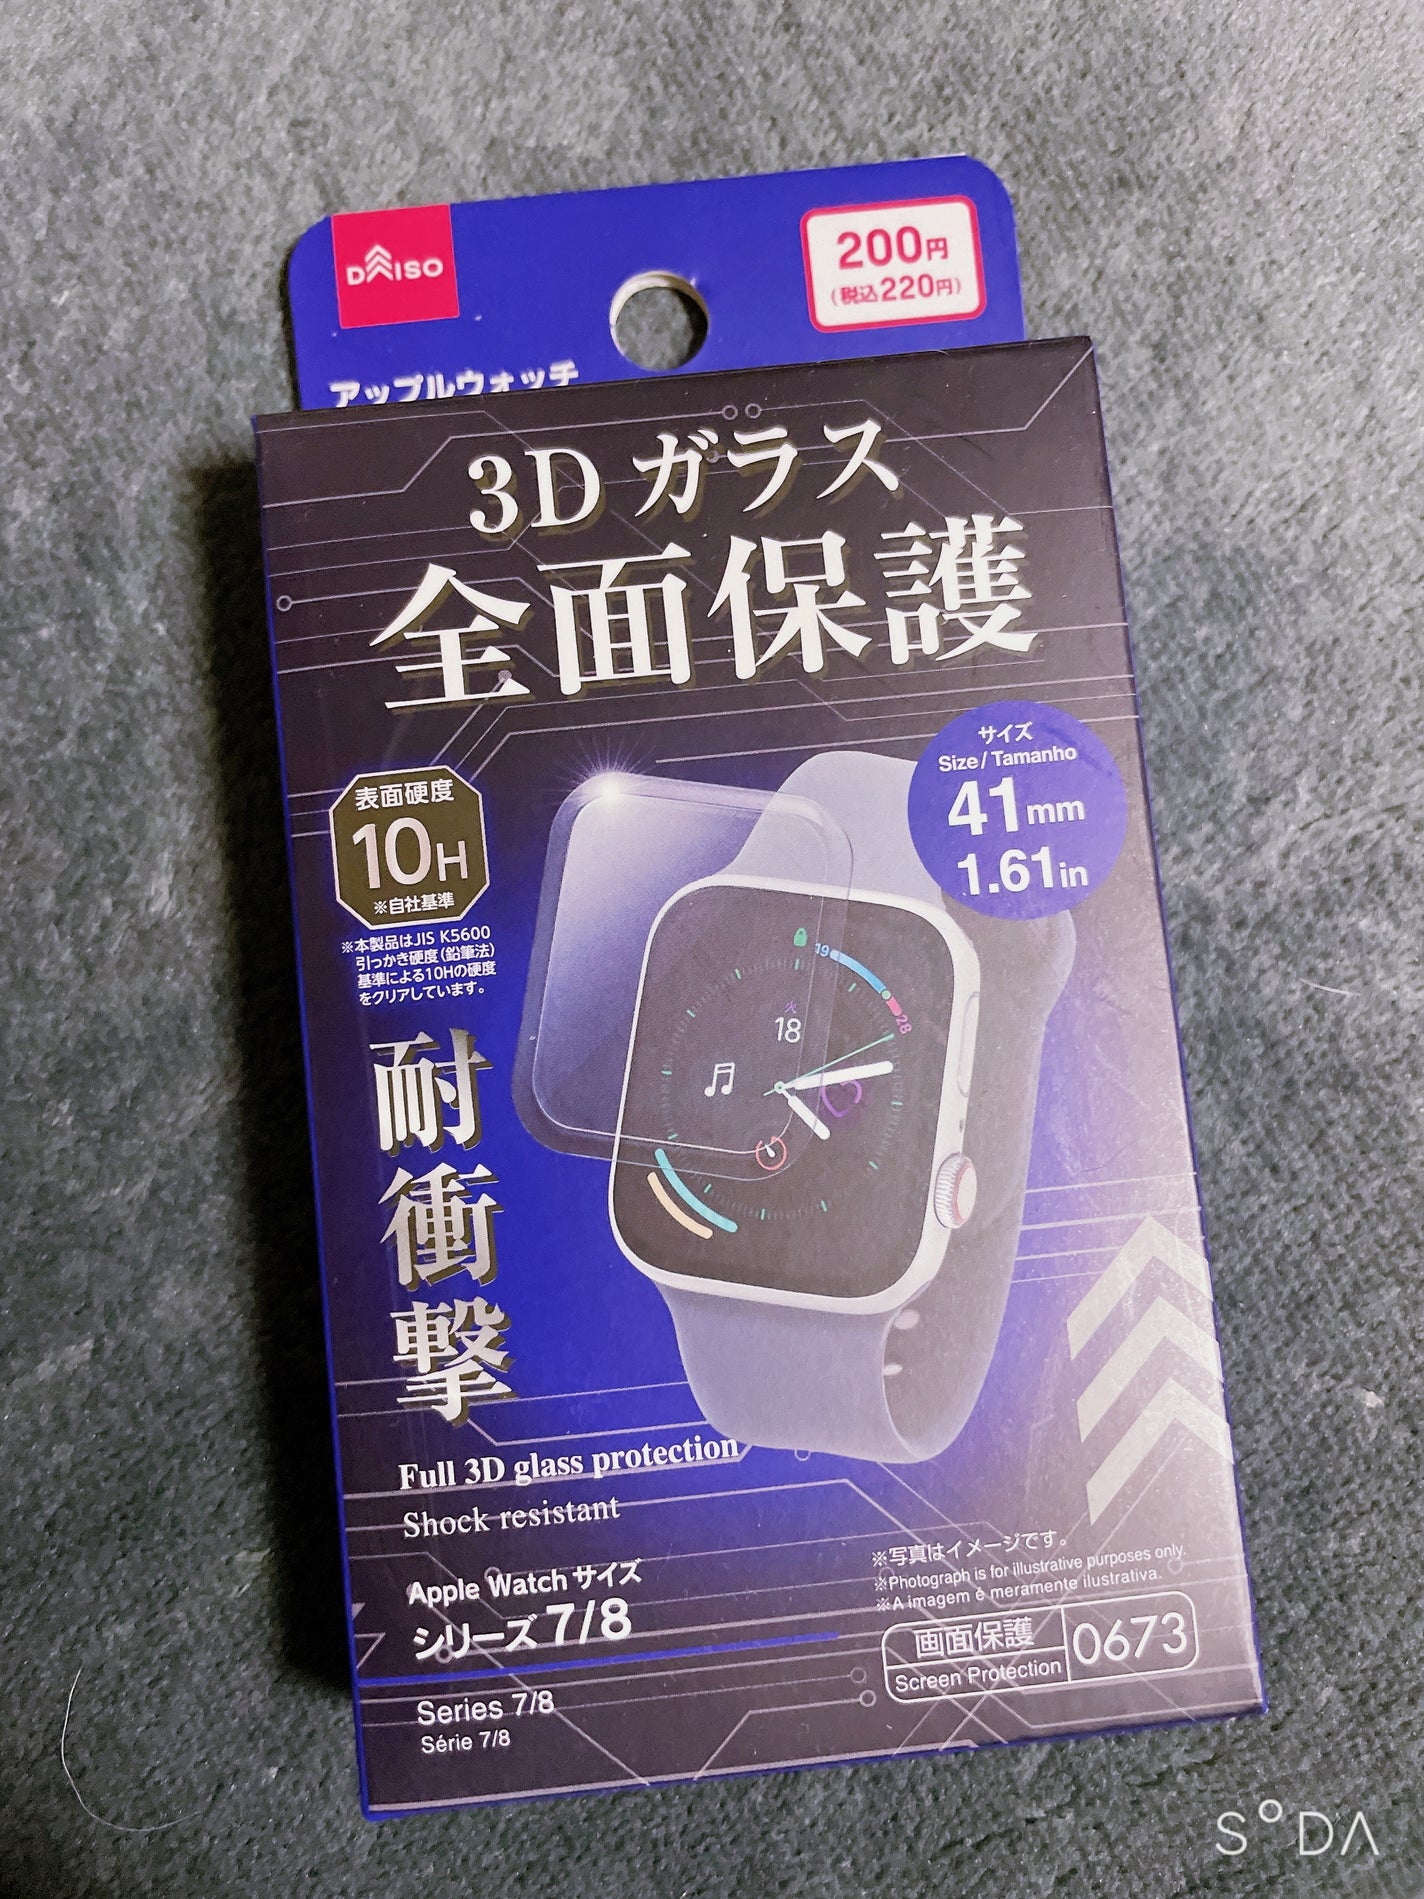 DAISO
200円
(税込220円)
アップルウォッチ
3D ガラス
全面保護
サイズ
Size / Tamanho
41mm
1.61in
表面硬度
10H
※自社基準
※本製品はJIS K5600
引っかき硬度(鉛筆法)
基準による10Hの硬度
をクリアしています。
19
28
火
18
耐衝撃
Full 3D glass protection
Shock resistant
Apple Watch サイズ
シリーズ 7/8
Series 7/8
Série 7/8
※写真はイメージです。
※Photograph is for illustrative purposes only.
※A imagem é meramente ilustrativa.
画面保護
Screen Protection
0673
SODA